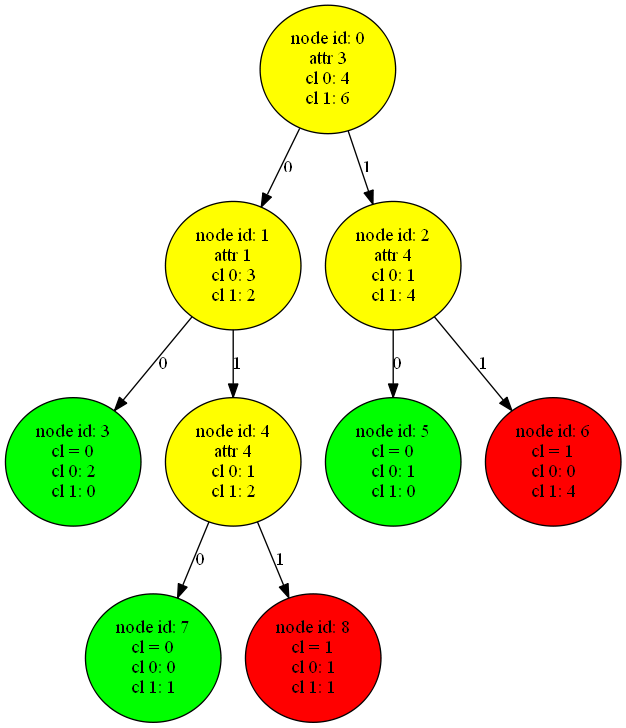 node id: 0
attr 3
cl 0: 4
cl 1: 6
0
1
node id: 1
attr 1
cl 0: 3
cl 1: 2
node id: 2
attr 4
cl 0: 1
cl 1: 4
0
1
0
1
node id: 3
cl = 0
cl 0: 2
cl 1: 0
node id: 4
attr 4
cl 0: 1
cl 1: 2
node id: 5
cl = 0
cl 0: 1
cl 1: 0
node id: 6
cl = 1
cl 0: 0
cl 1: 4
0
1
node id: 7
cl = 0
cl 0: 0
cl 1: 1
node id: 8
cl = 1
cl 0: 1
cl 1: 1